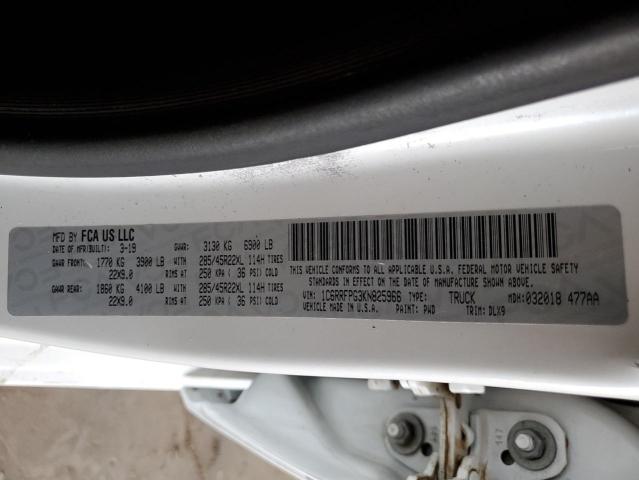 MFD BY FCA US LLC
DATE OF MFR(BUILT): 3-19 GVWR: 3130 KG 6900 LB
GAWR FRONT: 1770 KG 3900 LB WITH 285/45R22XL 114H TIRES
22X9.0 RIMS AT 250 KPA ( 36 PSI) COLD
GAWR REAR: 1860 KG 4100 LB WITH 285/45R22XL 114H TIRES
22X9.0 RIMS AT 250 KPA ( 36 PSI) COLD
THIS VEHICLE CONFORMS TO ALL APPLICABLE U.S.A. FEDERAL MOTOR VEHICLE SAFETY
STANDARDS IN EFFECT ON THE DATE OF MANUFACTURE SHOWN ABOVE
VIN: 1C6RRFPG3KN825966 TYPE: TRUCK MDH: 032018 477AA
VEHICLE MADE IN U.S.A. PAINT: PWD TRIM: DLX9
147